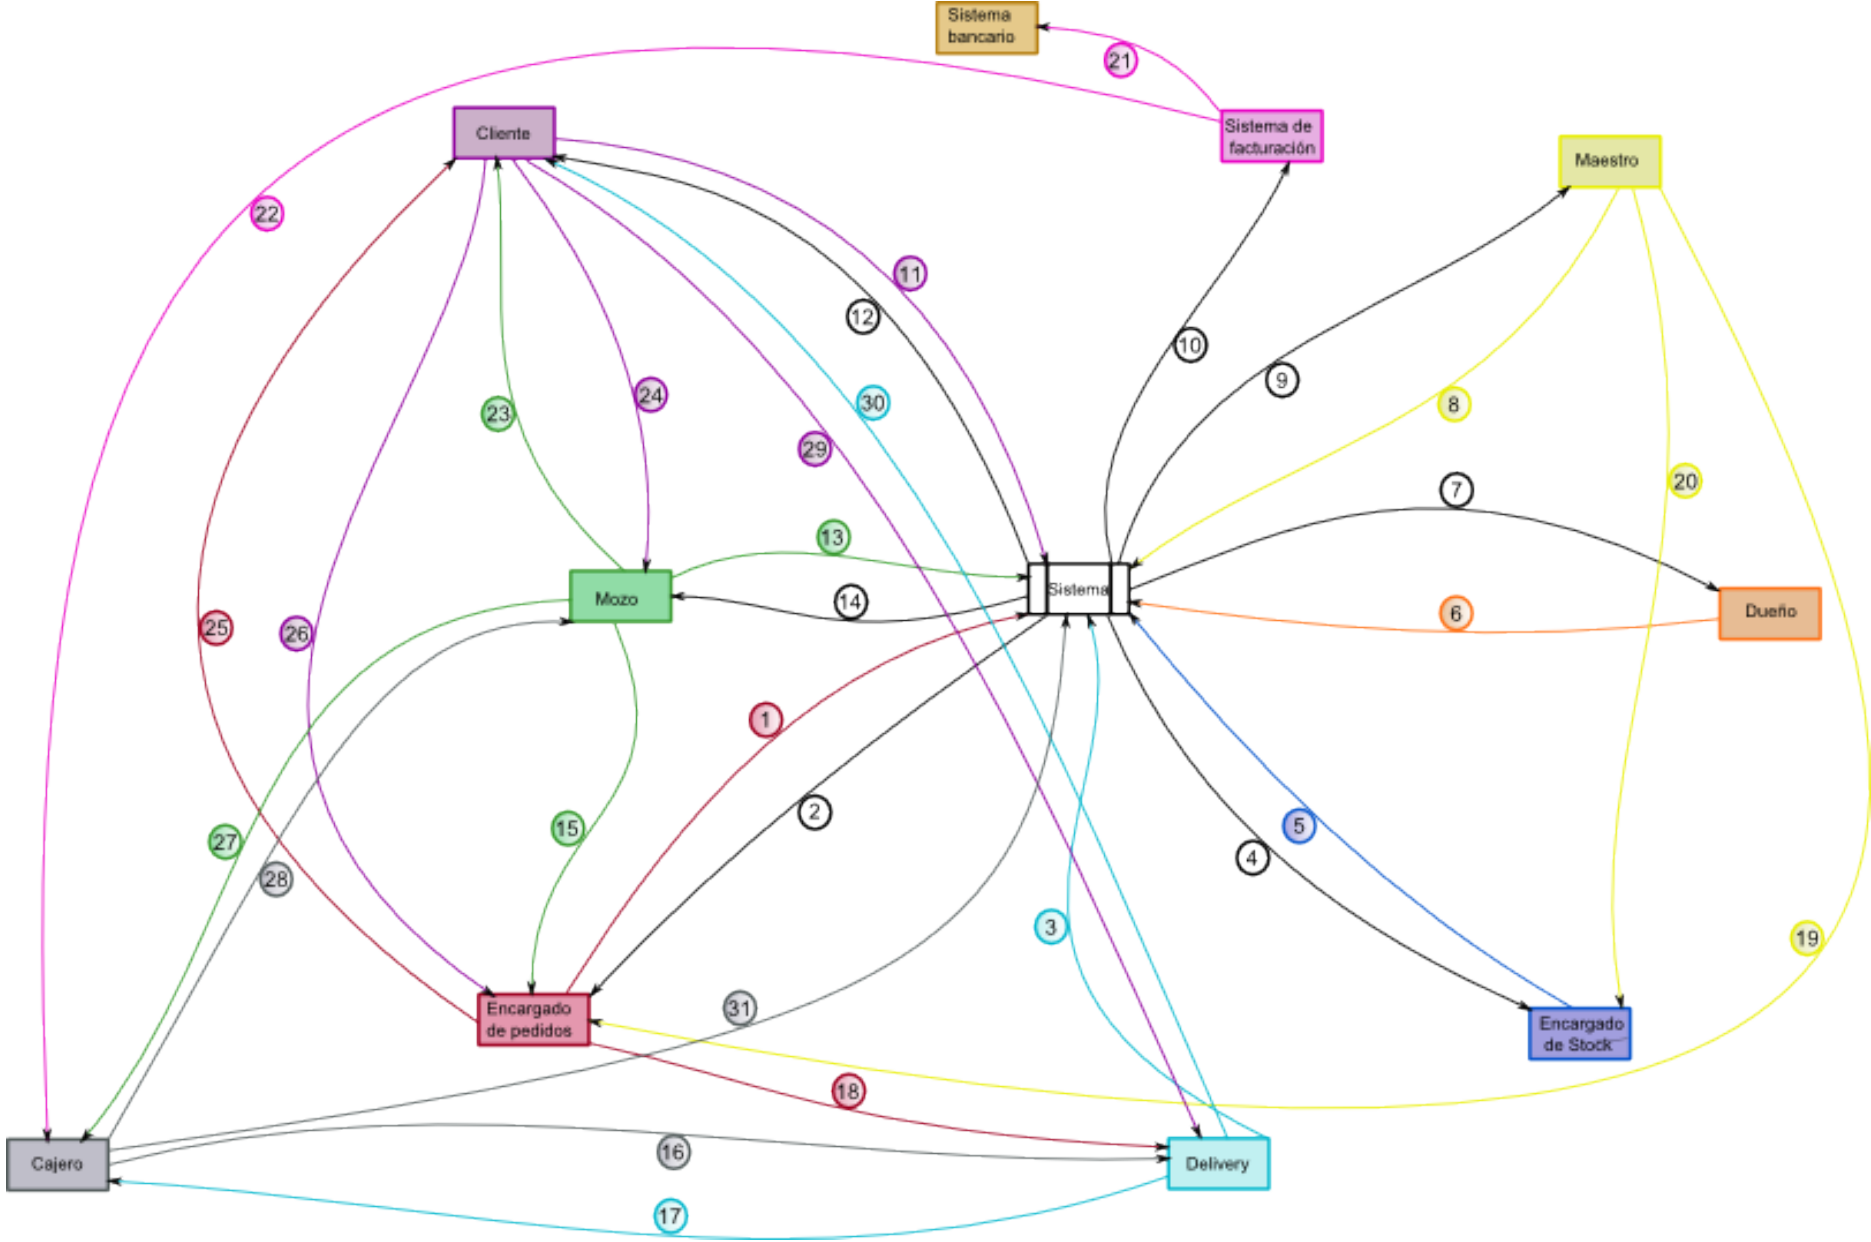 Sistema
bancario
21
Cliente
Sistema de
facturación
Maestro
22
11
12
10
9
8
23
24
30
29
20
7
13
14
Sistema
Mozo
6
Dueño
25
26
1
2
15
5
4
27
28
3
19
31
Encargado
de pedidos
Encargado
de Stock
18
16
Cajero
Delivery
17